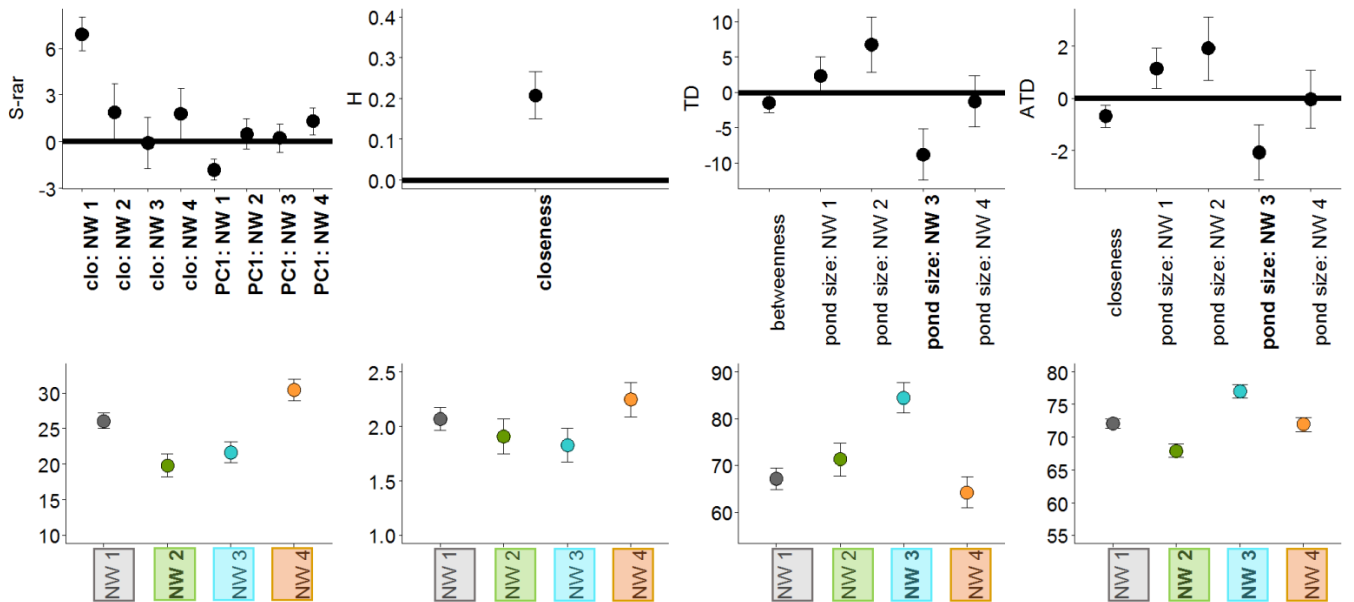 S-rar
6
3
0
-3
clo: NW 1
clo: NW 2
clo: NW 3
clo: NW 4
PC1: NW 1
PC1: NW 2
PC1: NW 3
PC1: NW 4
H
0.4
0.3
0.2
0.1
0.0
closeness
TD
10
5
0
-5
-10
betweenness
pond size: NW 1
pond size: NW 2
pond size: NW 3
pond size: NW 4
ATD
2
0
-2
closeness
pond size: NW 1
pond size: NW 2
pond size: NW 3
pond size: NW 4
30
25
20
15
10
NW 1
NW 2
NW 3
NW 4
2.5
2.0
1.5
1.0
NW 1
NW 2
NW 3
NW 4
90
80
70
60
NW 1
NW 2
NW 3
NW 4
80
75
70
65
60
55
NW 1
NW 2
NW 3
NW 4